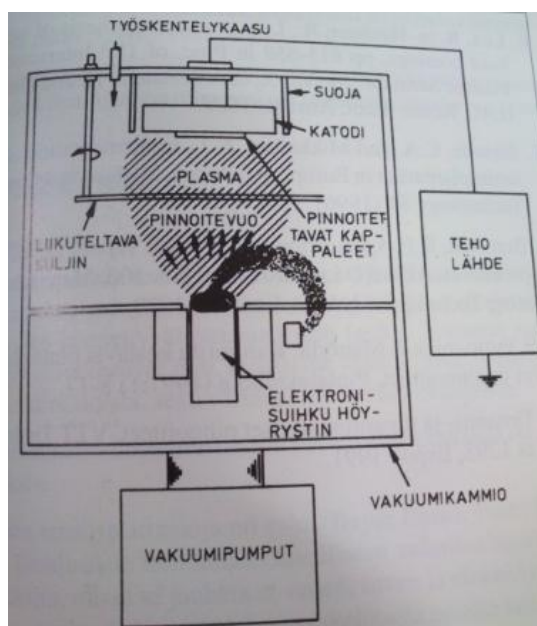 TYÖSKENTELYKAASU
SUOJA
KATODI
PLASMA
PINNOITEVUO
PINNOITET-
TAVAT KAP-
PALEET
LIIKUTELTAVA
SULJIN
TEHO
LÄHDE
ELEKTRONI-
SUIHKU HÖY-
RYSTIN
VAKUUMIKAMMIO
VAKUUMIPUMPUT